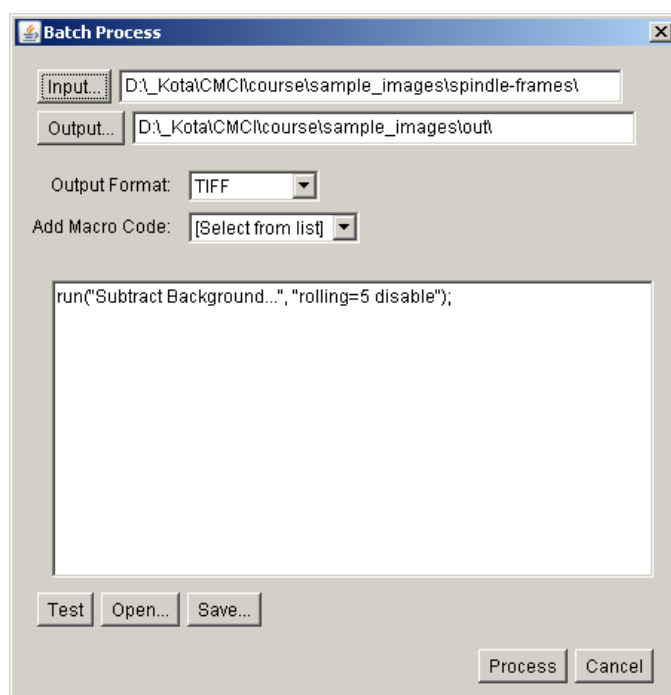 Batch Process
Input... D:\_Kota\CMCI\course\sample_images\spindle-frames\
Output... D:\_Kota\CMCI\course\sample_images\out\
Output Format: TIFF
Add Macro Code: [Select from list]
run("Subtract Background...", "rolling=5 disable");
Test Open... Save...
Process Cancel